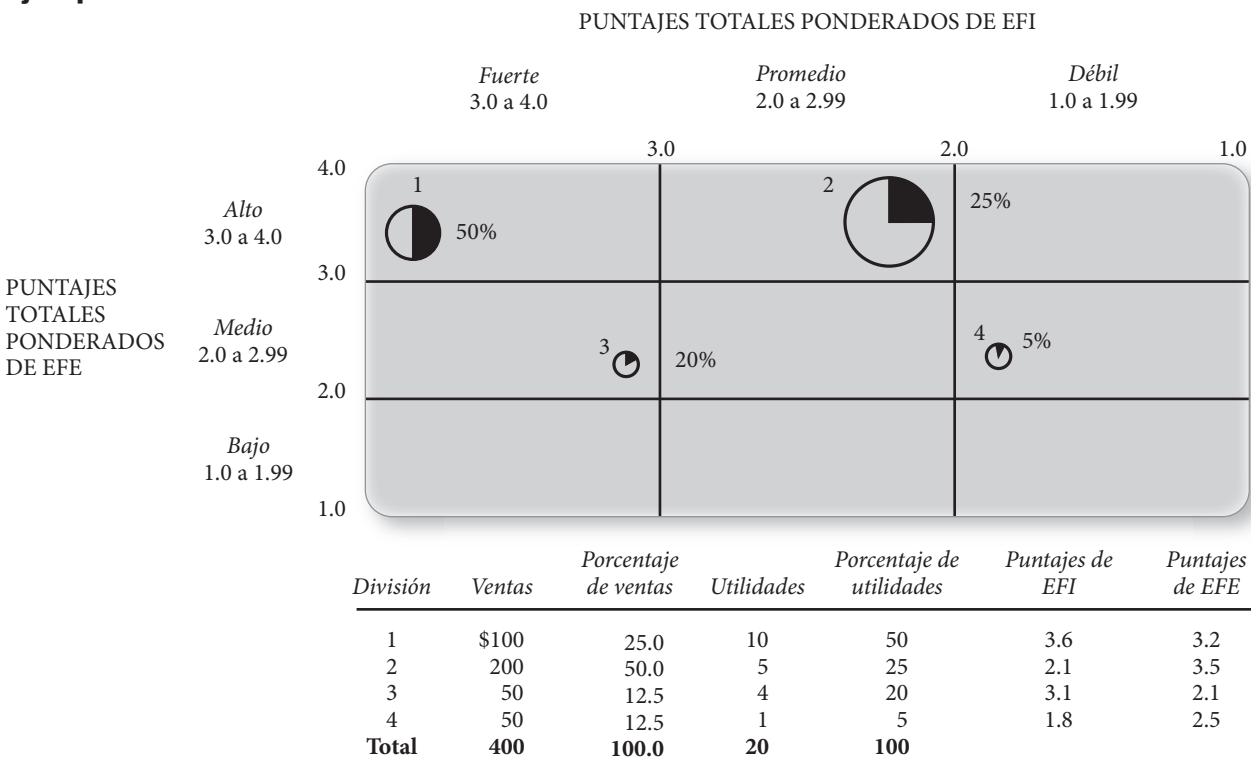 PUNTAJES TOTALES PONDERADOS DE EFI
Fuerte
3.0 a 4.0
Promedio
2.0 a 2.99
Débil
1.0 a 1.99
3.0
2.0
1.0
4.0
Alto
3.0 a 4.0
1
50%
2
25%
3.0
PUNTAJES
TOTALES
PONDERADOS
DE EFE
Medio
2.0 a 2.99
3
20%
4
5%
2.0
Bajo
1.0 a 1.99
1.0
División Ventas Porcentaje de ventas Utilidades Porcentaje de utilidades Puntajes de EFI Puntajes de EFE
1 $100 25.0 10 50 3.6 3.2
2 200 50.0 5 25 2.1 3.5
3 50 12.5 4 20 3.1 2.1
4 50 12.5 1 5 1.8 2.5
Total 400 100.0 20 100